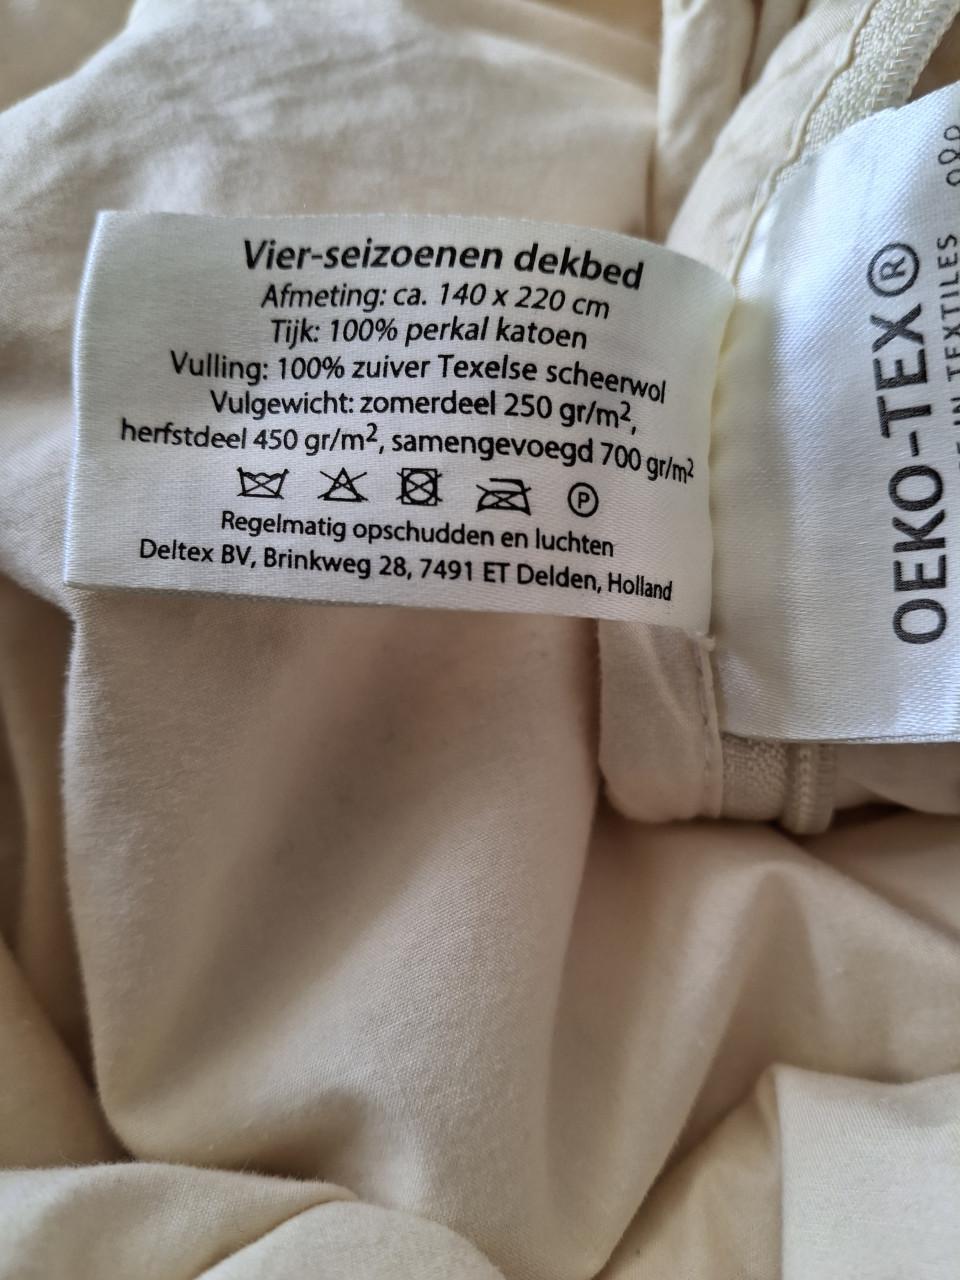 Vier-seizoenen dekbed
Afmeting: ca. 140 x 220 cm
Tijk: 100% perkal katoen
Vulling: 100% zuiver Texelse scheerwol
Vulgewicht: zomerdeel 250 gr/m²,
herfstdeel 450 gr/m², samengevoegd 700 gr/m²
P
Regelmatig opschudden en luchten
Deltex BV, Brinkweg 28, 7491 ET Delden, Holland
OEKO-TEX®
IN TEXTILES